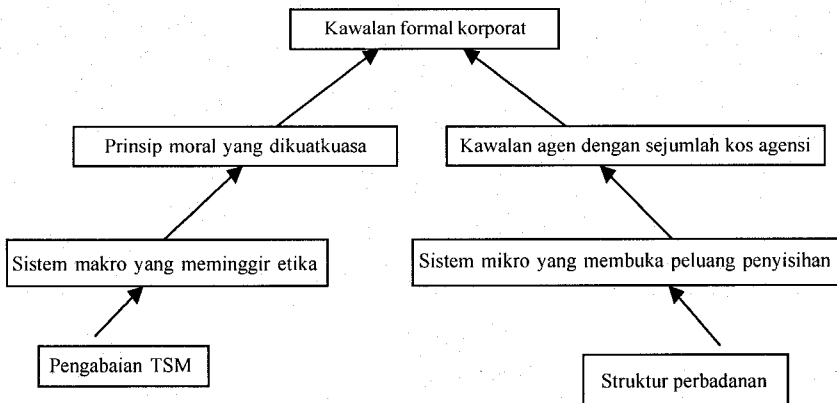 Kawalan formal korporat
Prinsip moral yang dikuatkuasa
Kawalan agen dengan sejumlah kos agensi
Sistem makro yang meminggir etika
Sistem mikro yang membuka peluang penyisihan
Pengabaian TSM
Struktur perbadanan